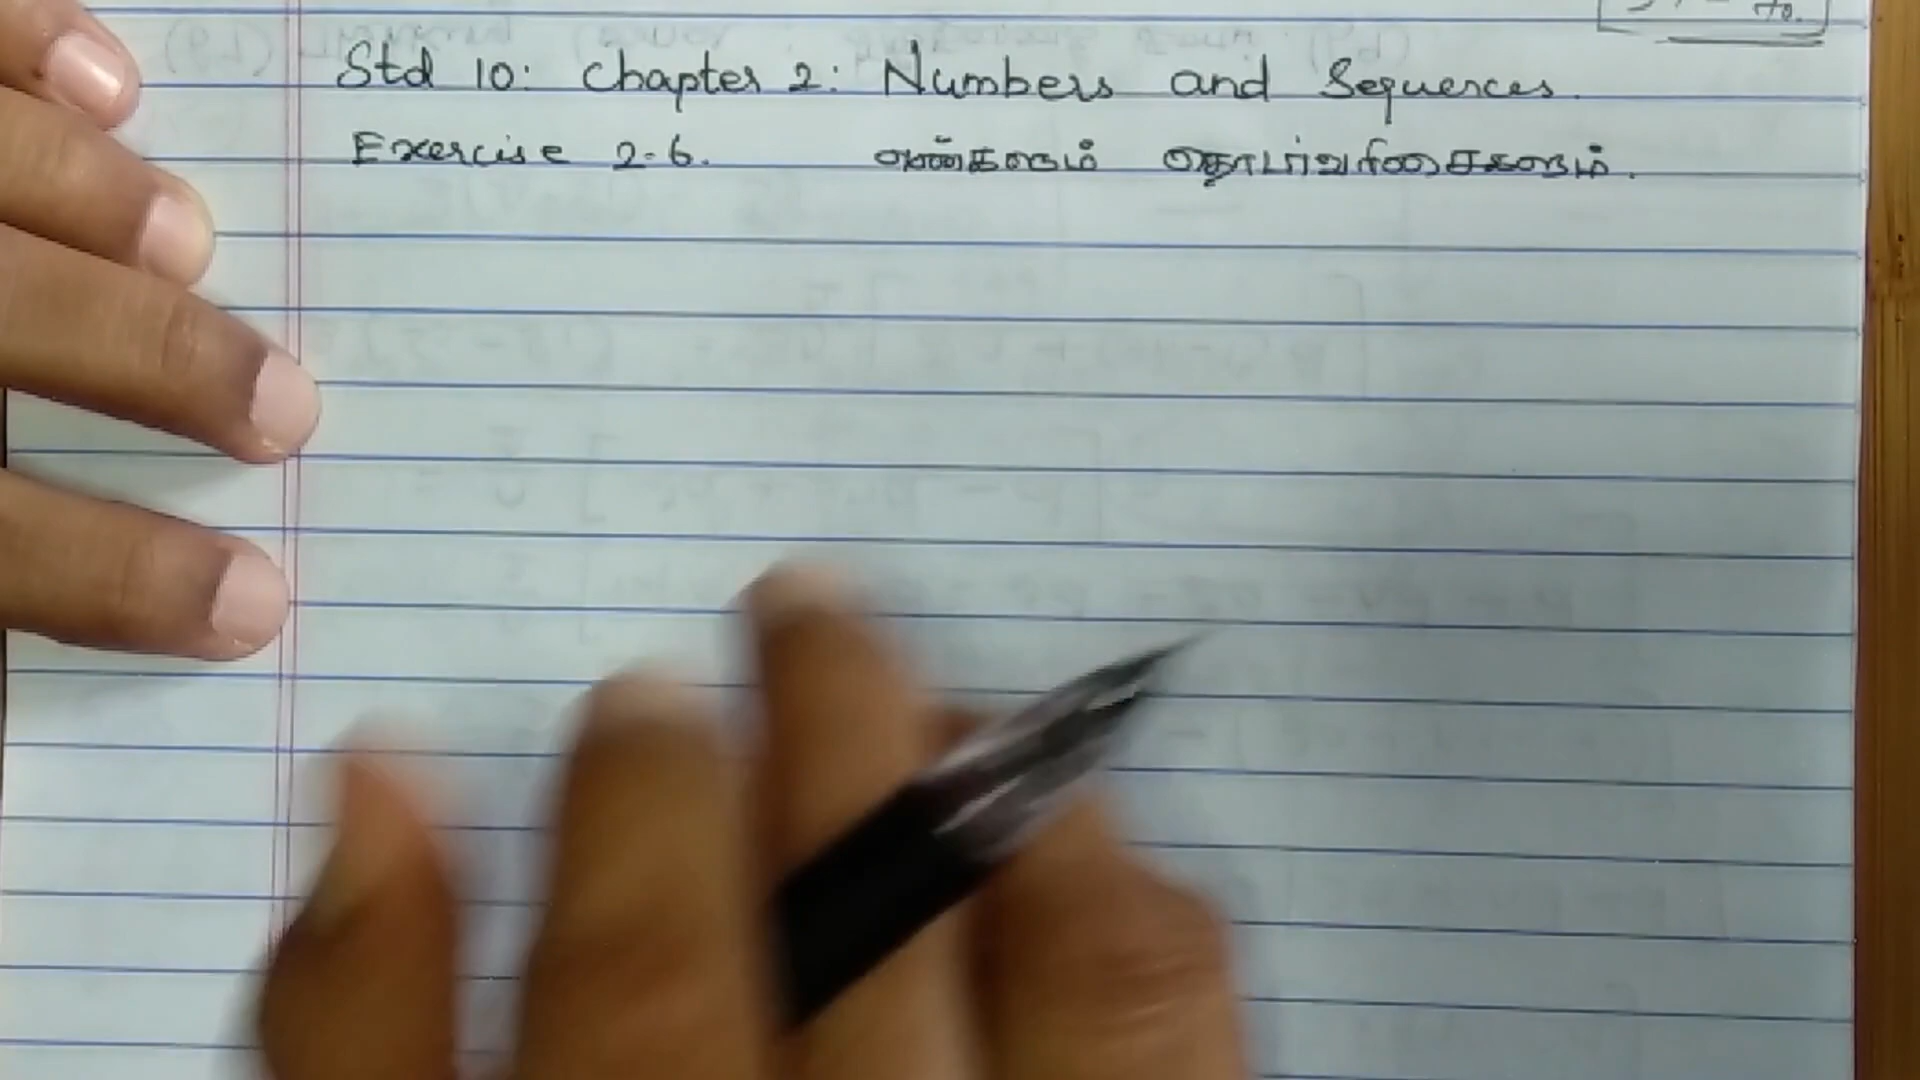 Std 10: Chapter 2: Numbers and Sequences.
Exercise 2.6. எண்களும் தொடர்வரிசைகளும்.